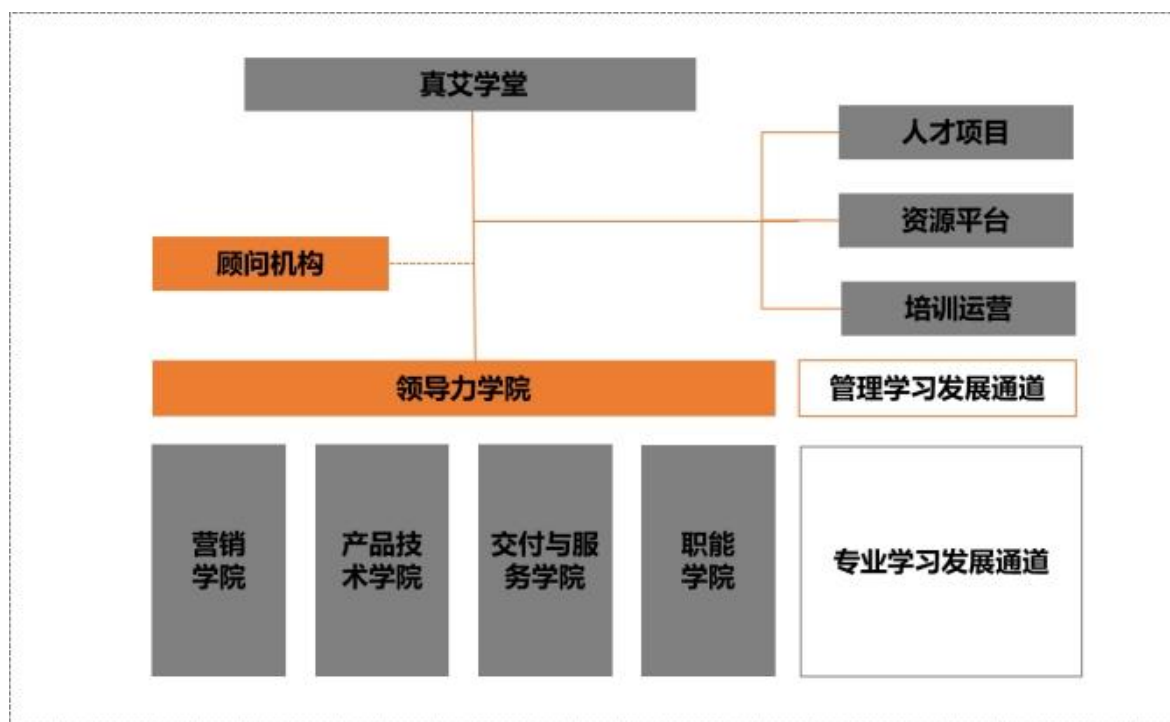 真艾学堂
人才项目
资源平台
顾问机构
培训运营
领导力学院
管理学习发展通道
营销
学院
产品技
术学院
交付与服
务学院
职能
学院
专业学习发展通道